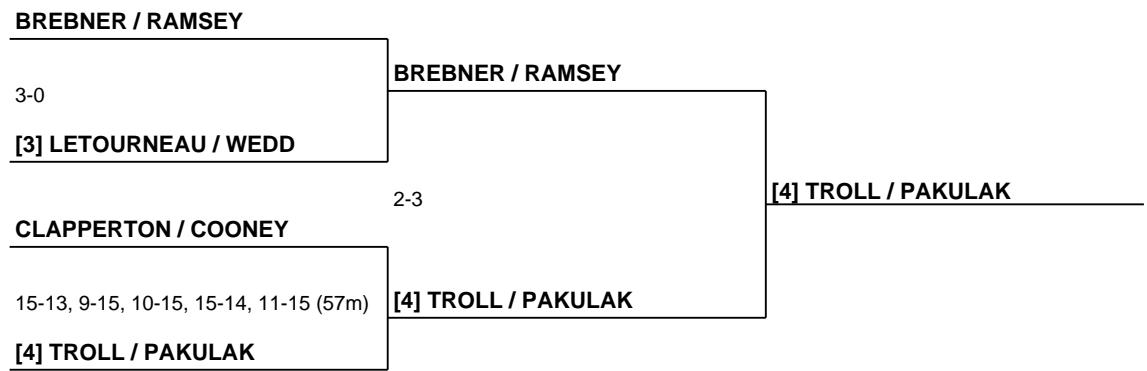 BREBNER / RAMSEY
BREBNER / RAMSEY
3-0
[3] LETOURNEAU / WEDD
[4] TROLL / PAKULAK
2-3
CLAPPERTON / COONEY
15-13, 9-15, 10-15, 15-14, 11-15 (57m)
[4] TROLL / PAKULAK
[4] TROLL / PAKULAK